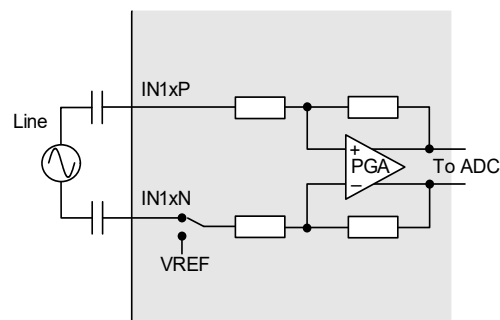 IN1xP
Line
+
PGA
−
To ADC
IN1xN
VREF